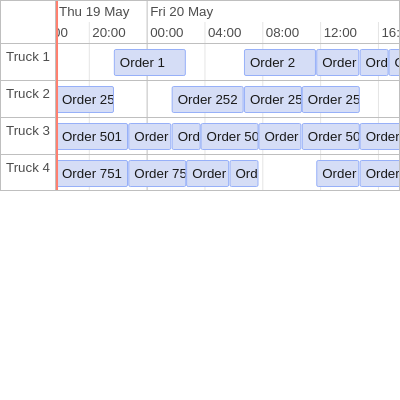 Thu 19 May Fri 20 May
00 20:00 00:00 04:00 08:00 12:00 16:
Truck 1 Order 1 Order 2 Order Ord
Truck 2 Order 25 Order 252 Order 25 Order 25
Truck 3 Order 501 Order Ord Order 50 Order Order 50 Order
Truck 4 Order 751 Order 75 Order Ord Order Order